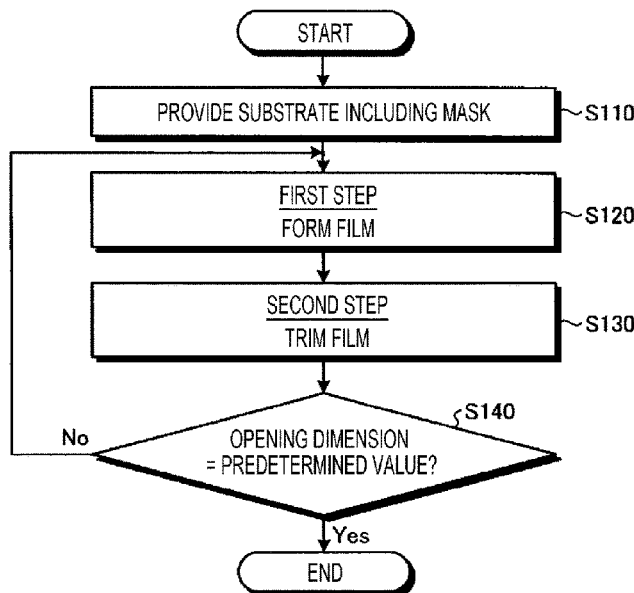 START
PROVIDE SUBSTRATE INCLUDING MASK
S110
FIRST STEP
FORM FILM
S120
SECOND STEP
TRIM FILM
S130
S140
No
OPENING DIMENSION
= PREDETERMINED VALUE?
Yes
END